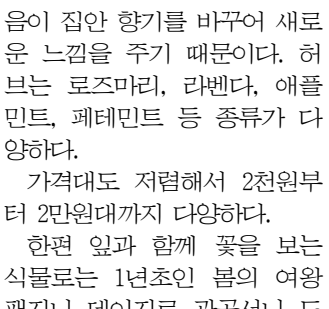 음이 집안 향기를 바꾸어 새로
운 느낌을 주기 때문이다. 허
브는 로즈마리, 라벤다, 애플
민트, 페테민트 등 종류가 다
양하다.
가격대도 저렴해서 2천원부
터 2만원대까지 다양하다.
한편 잎과 함께 꽃을 보는
식물로는 1년초인 봄의 여왕